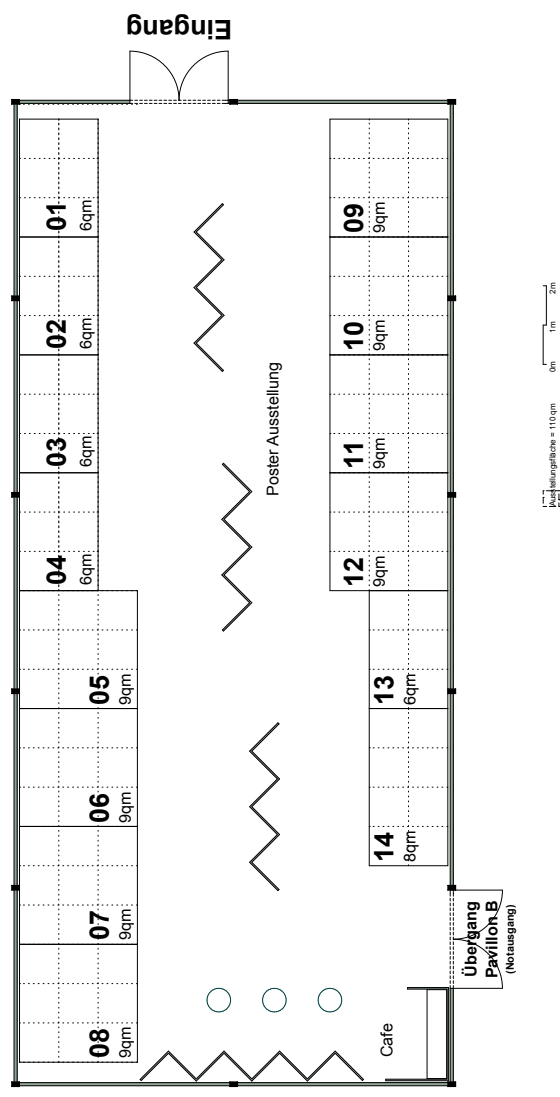 Eingang
01
6qm
02
6qm
03
6qm
04
6qm
05
9qm
06
9qm
07
9qm
08
9qm
09
9qm
10
9qm
11
9qm
12
9qm
13
6qm
14
8qm
Poster Ausstellung
Cafe
Übergang
Pavillon B
(Notausgang)
0m 1m 2m
Ausstellungsfläche = 110 qm